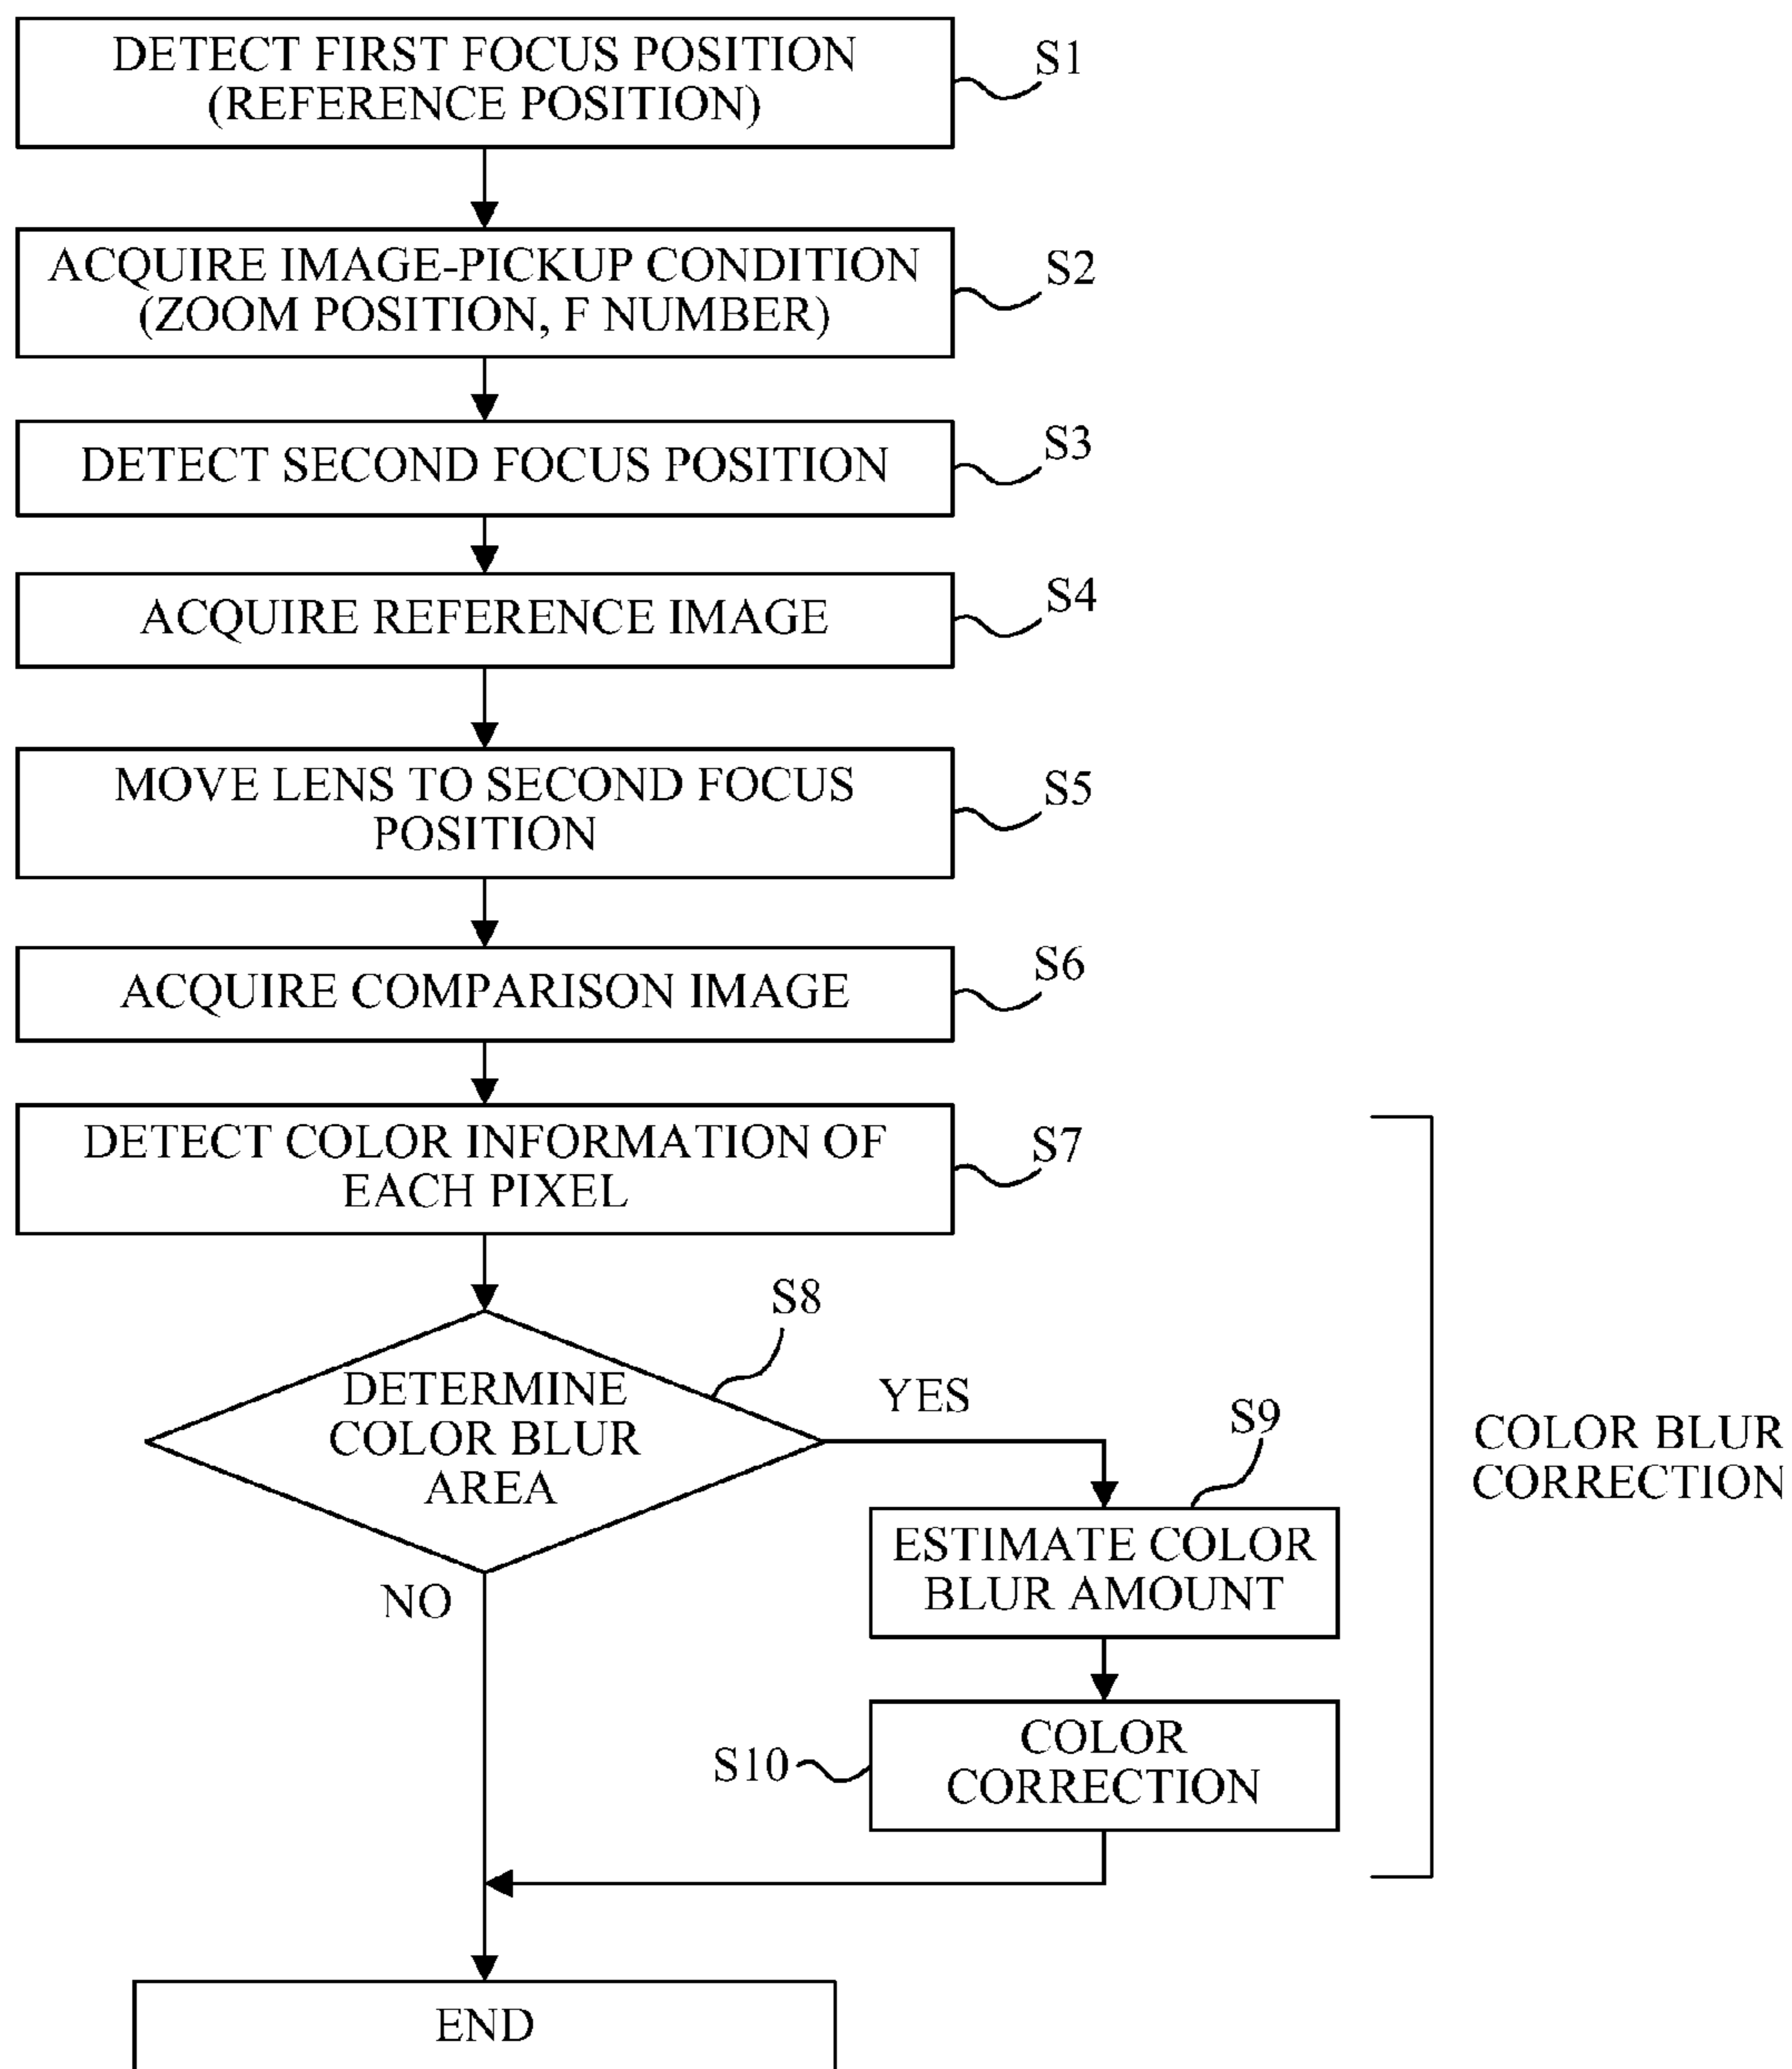 DETECT FIRST FOCUS POSITION
(REFERENCE POSITION)
S1
ACQUIRE IMAGE-PICKUP CONDITION
(ZOOM POSITION, F NUMBER)
S2
DETECT SECOND FOCUS POSITION
S3
ACQUIRE REFERENCE IMAGE
S4
MOVE LENS TO SECOND FOCUS
POSITION
S5
ACQUIRE COMPARISON IMAGE
S6
DETECT COLOR INFORMATION OF
EACH PIXEL
S7
DETERMINE
COLOR BLUR
AREA
S8
YES
NO
ESTIMATE COLOR
BLUR AMOUNT
S9
COLOR
CORRECTION
S10
COLOR BLUR
CORRECTION
END